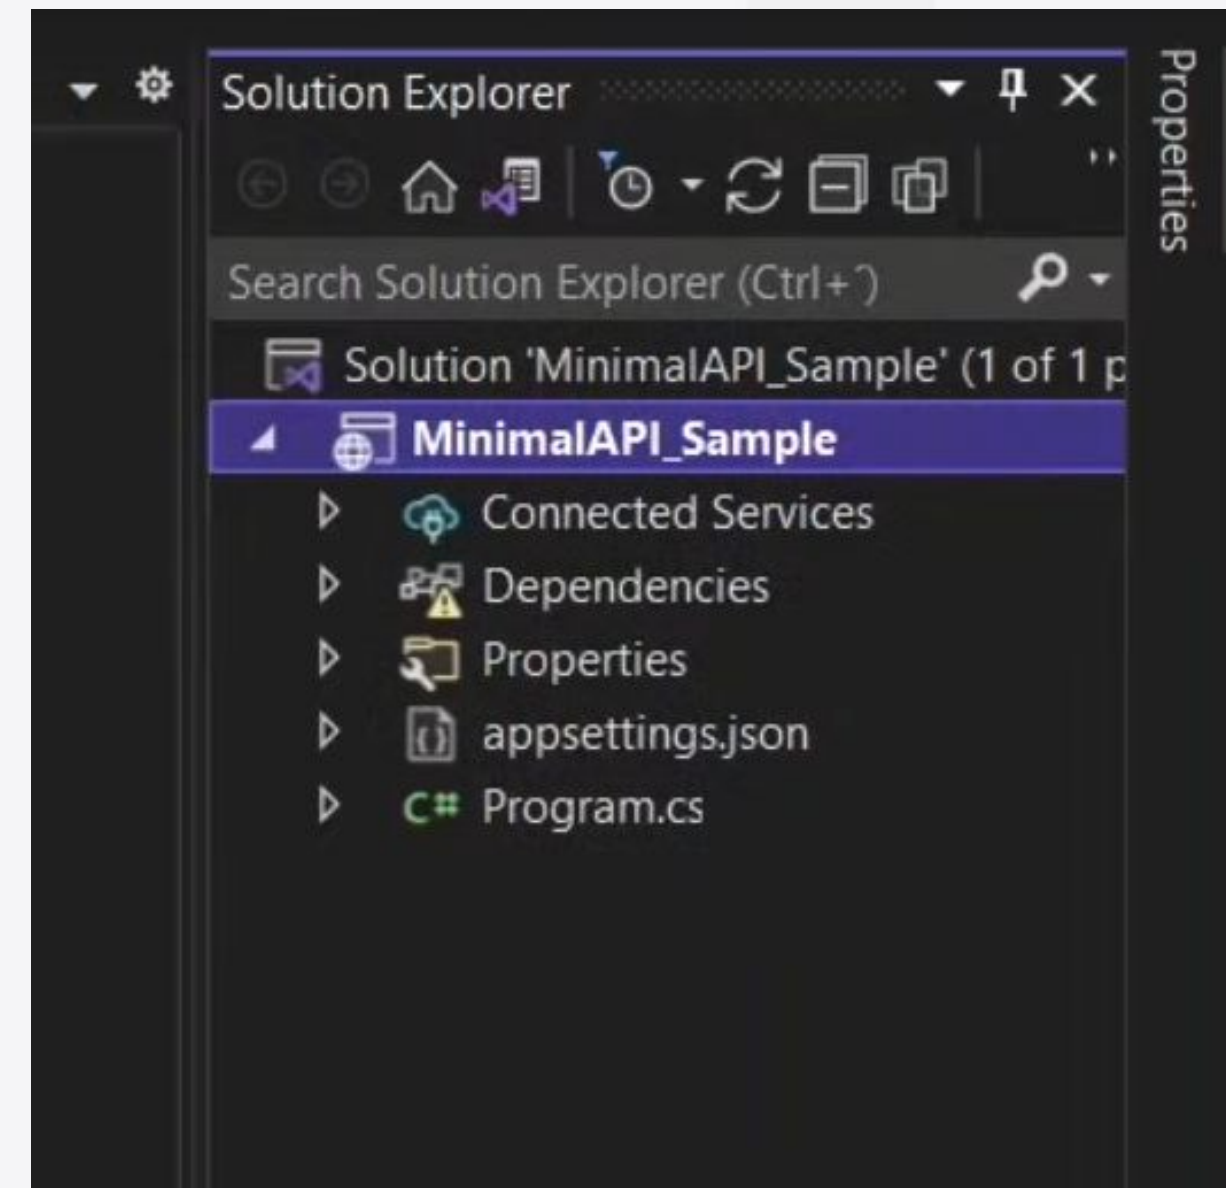 Solution Explorer
Search Solution Explorer (Ctrl+¨)
Solution 'MinimalAPI_Sample' (1 of 1 p
MinimalAPI_Sample
Connected Services
Dependencies
Properties
appsettings.json
C# Program.cs
Properties